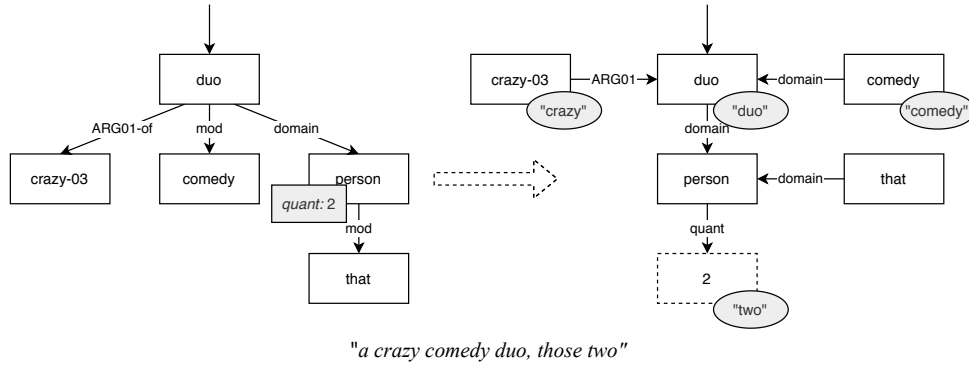 duo
ARG01-of
mod
domain
crazy-03
comedy
person
quant: 2
mod
that
crazy-03
"crazy"
ARG01
duo
"duo"
domain
comedy
"comedy"
domain
person
domain
that
quant
2
"two"
"a crazy comedy duo, those two"